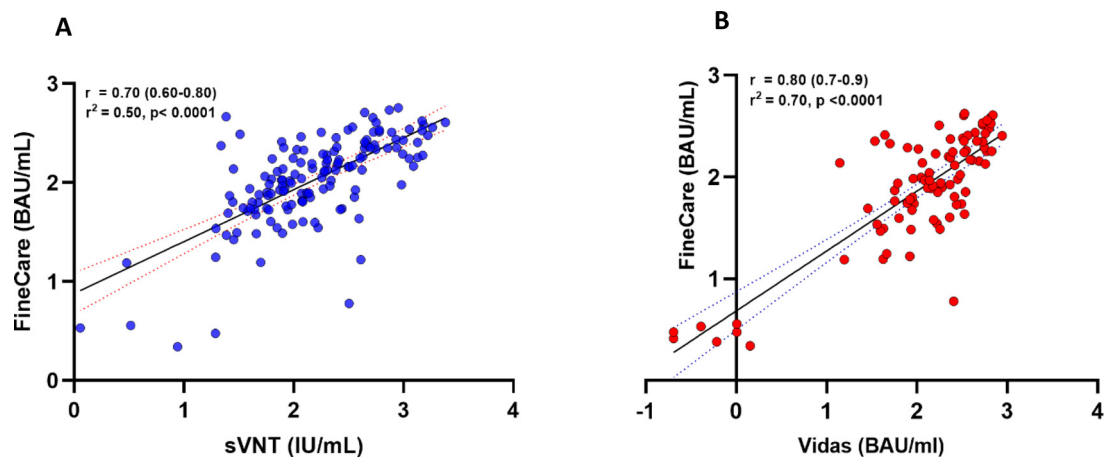 A
r = 0.70 (0.60-0.80)
r² = 0.50, p< 0.0001
FineCare (BAU/mL)
3
2
1
0
0 1 2 3 4
sVNT (IU/mL)
B
r = 0.80 (0.7-0.9)
r² = 0.70, p <0.0001
FineCare (BAU/mL)
3
2
1
0
-1 0 1 2 3 4
Vidas (BAU/ml)